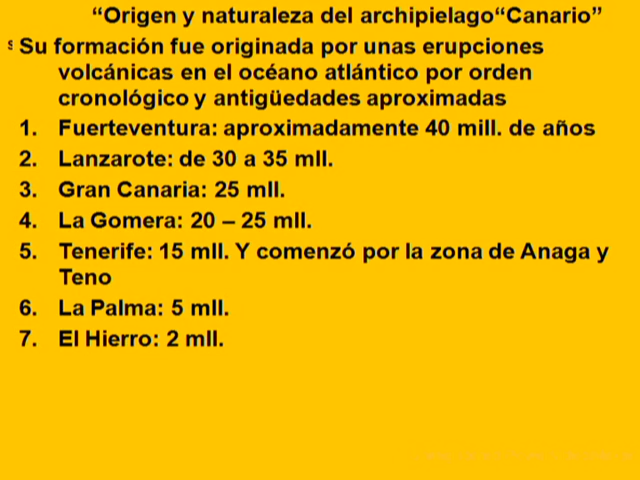 “Origen y naturaleza del archipielago“Canario”
s Su formación fue originada por unas erupciones
volcánicas en el océano atlántico por orden
cronológico y antigüedades aproximadas
1. Fuerteventura: aproximadamente 40 mill. de años
2. Lanzarote: de 30 a 35 mll.
3. Gran Canaria: 25 mll.
4. La Gomera: 20 – 25 mll.
5. Tenerife: 15 mll. Y comenzó por la zona de Anaga y
Teno
6. La Palma: 5 mll.
7. El Hierro: 2 mll.